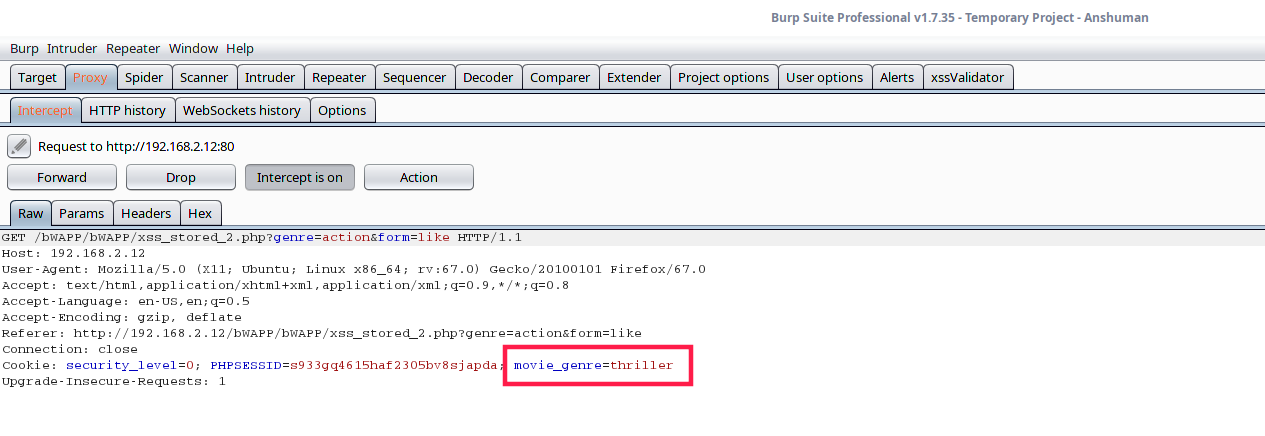 Burp Suite Professional v1.7.35 - Temporary Project - Anshuman
Burp Intruder Repeater Window Help
Target Proxy Spider Scanner Intruder Repeater Sequencer Decoder Comparer Extender Project options User options Alerts xssValidator
Intercept HTTP history WebSockets history Options
Request to http://192.168.2.12:80
Forward Drop Intercept is on Action
Raw Params Headers Hex
GET /bWAPP/bWAPP/xss_stored_2.php?genre=action&form=like HTTP/1.1
Host: 192.168.2.12
User-Agent: Mozilla/5.0 (X11; Ubuntu; Linux x86_64; rv:67.0) Gecko/20100101 Firefox/67.0
Accept: text/html,application/xhtml+xml,application/xml;q=0.9,*/*;q=0.8
Accept-Language: en-US,en;q=0.5
Accept-Encoding: gzip, deflate
Referer: http://192.168.2.12/bWAPP/bWAPP/xss_stored_2.php?genre=action&form=like
Connection: close
Cookie: security_level=0; PHPSESSID=s933gq4615haf2305bv8sjapda; movie_genre=thriller
Upgrade-Insecure-Requests: 1